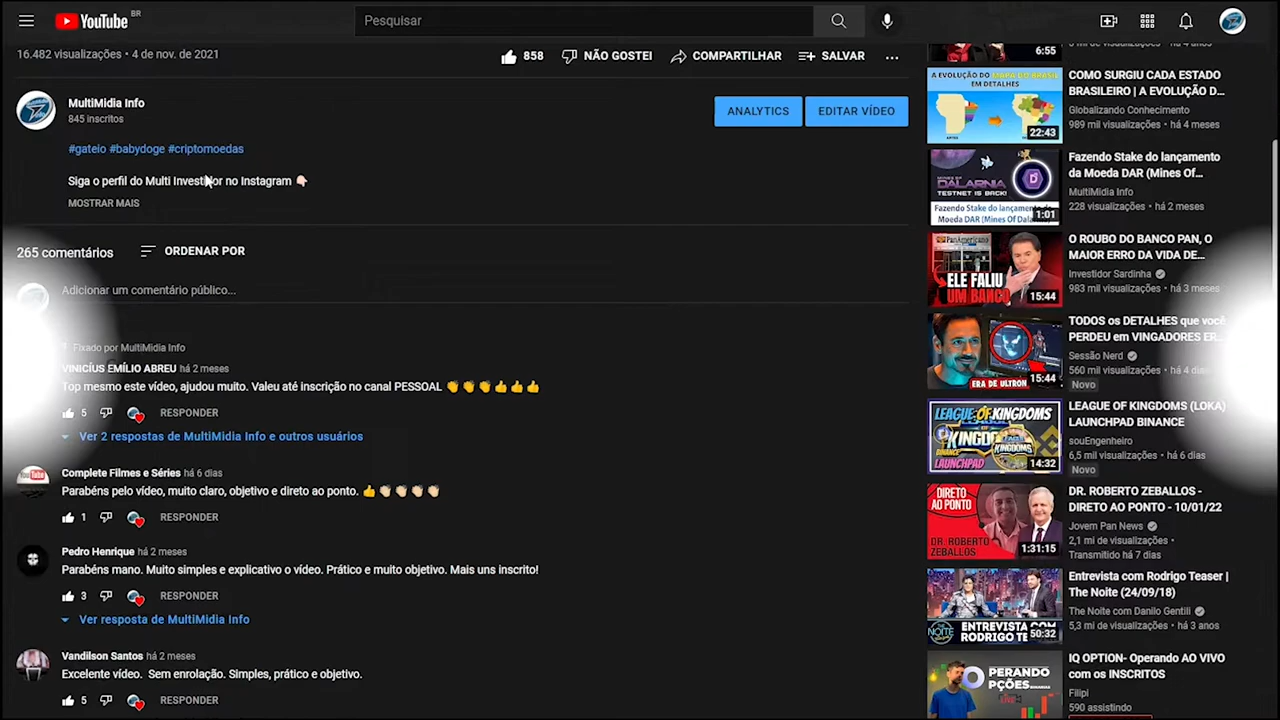 YouTube BR
Pesquisar
16.482 visualizações • 4 de nov. de 2021
858
NÃO GOSTEI
COMPARTILHAR
SALVAR
MultiMidia Info
845 inscritos
ANALYTICS
EDITAR VÍDEO
#gateio #babydoge #criptomoedas
Siga o perfil do Multi Investidor no Instagram
MOSTRAR MAIS
265 comentários
ORDENAR POR
Adicionar um comentário público...
Fixado por MultiMidia Info
VINICÍUS EMÍLIO ABREU há 2 meses
Top mesmo este vídeo, ajudou muito. Valeu até inscrição no canal PESSOAL 👏👏👏👍👍👍
5
RESPONDER
Ver 2 respostas de MultiMidia Info e outros usuários
Complete Filmes e Séries há 6 dias
Parabéns pelo vídeo, muito claro, objetivo e direto ao ponto. 👍👏🏻👏🏻👏🏻👏🏻
1
RESPONDER
Pedro Henrique há 2 meses
Parabéns mano. Muito simples e explicativo o vídeo. Prático e muito objetivo. Mais uns inscrito!
3
RESPONDER
Ver resposta de MultiMidia Info
Vandilson Santos há 2 meses
Excelente vídeo. Sem enrolação. Simples, prático e objetivo.
5
RESPONDER
6:55
A EVOLUÇÃO DO MAPA DO BRASIL
EM DETALHES
22:43
COMO SURGIU CADA ESTADO
BRASILEIRO | A EVOLUÇÃO D...
Globalizando Conhecimento
989 mil visualizações • há 4 meses
MINES OF
DALARNIA
TESTNET IS BACK!
Fazendo Stake do lançamento
da Moeda DAR (Mines Of Dala
1:01
Fazendo Stake do lançamento
da Moeda DAR (Mines Of...
MultiMidia Info
228 visualizações • há 2 meses
PanAmericano
ELE FALIU
UM BANCO
15:44
O ROUBO DO BANCO PAN, O
MAIOR ERRO DA VIDA DE...
Investidor Sardinha
983 mil visualizações • há 3 meses
ERA DE ULTRON
15:44
TODOS os DETALHES que você
PERDEU em VINGADORES ER...
Sessão Nerd
560 mil visualizações • há 4 dias
Novo
LEAGUE OF KINGDOMS
BINANCE
LAUNCHPAD
14:32
LEAGUE OF KINGDOMS (LOKA)
LAUNCHPAD BINANCE
souEngenheiro
6,5 mil visualizações • há 6 dias
Novo
DIRETO
AO PONTO
DR. ROBERTO
ZEBALLOS
1:31:15
DR. ROBERTO ZEBALLOS -
DIRETO AO PONTO - 10/01/22
Jovem Pan News
2,1 mi de visualizações •
Transmitido há 7 dias
THE
NOITE
ENTREVISTA COM
RODRIGO TE
50:32
Entrevista com Rodrigo Teaser |
The Noite (24/09/18)
The Noite com Danilo Gentili
5,3 mi de visualizações • há 3 anos
PERANDO
PÇÕES
IQ OPTION- Operando AO VIVO
com os INSCRITOS
Filipi
590 assistindo